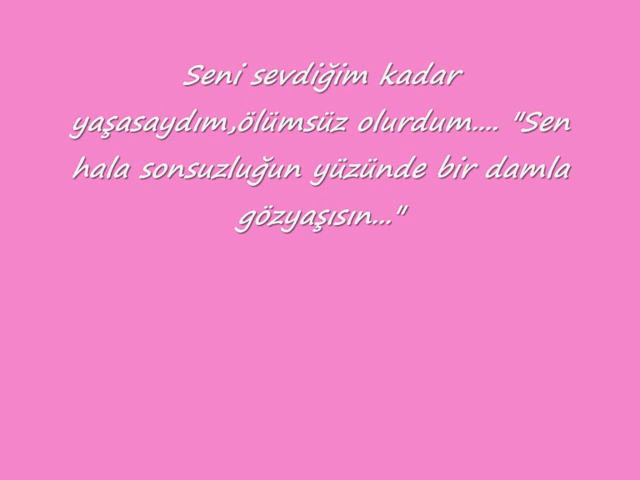 Seni sevdiğim kadar
yaşasaydım,ölümsüz olurdum.... "Sen
hala sonsuzluğun yüzünde bir damla
gözyaşısın..."